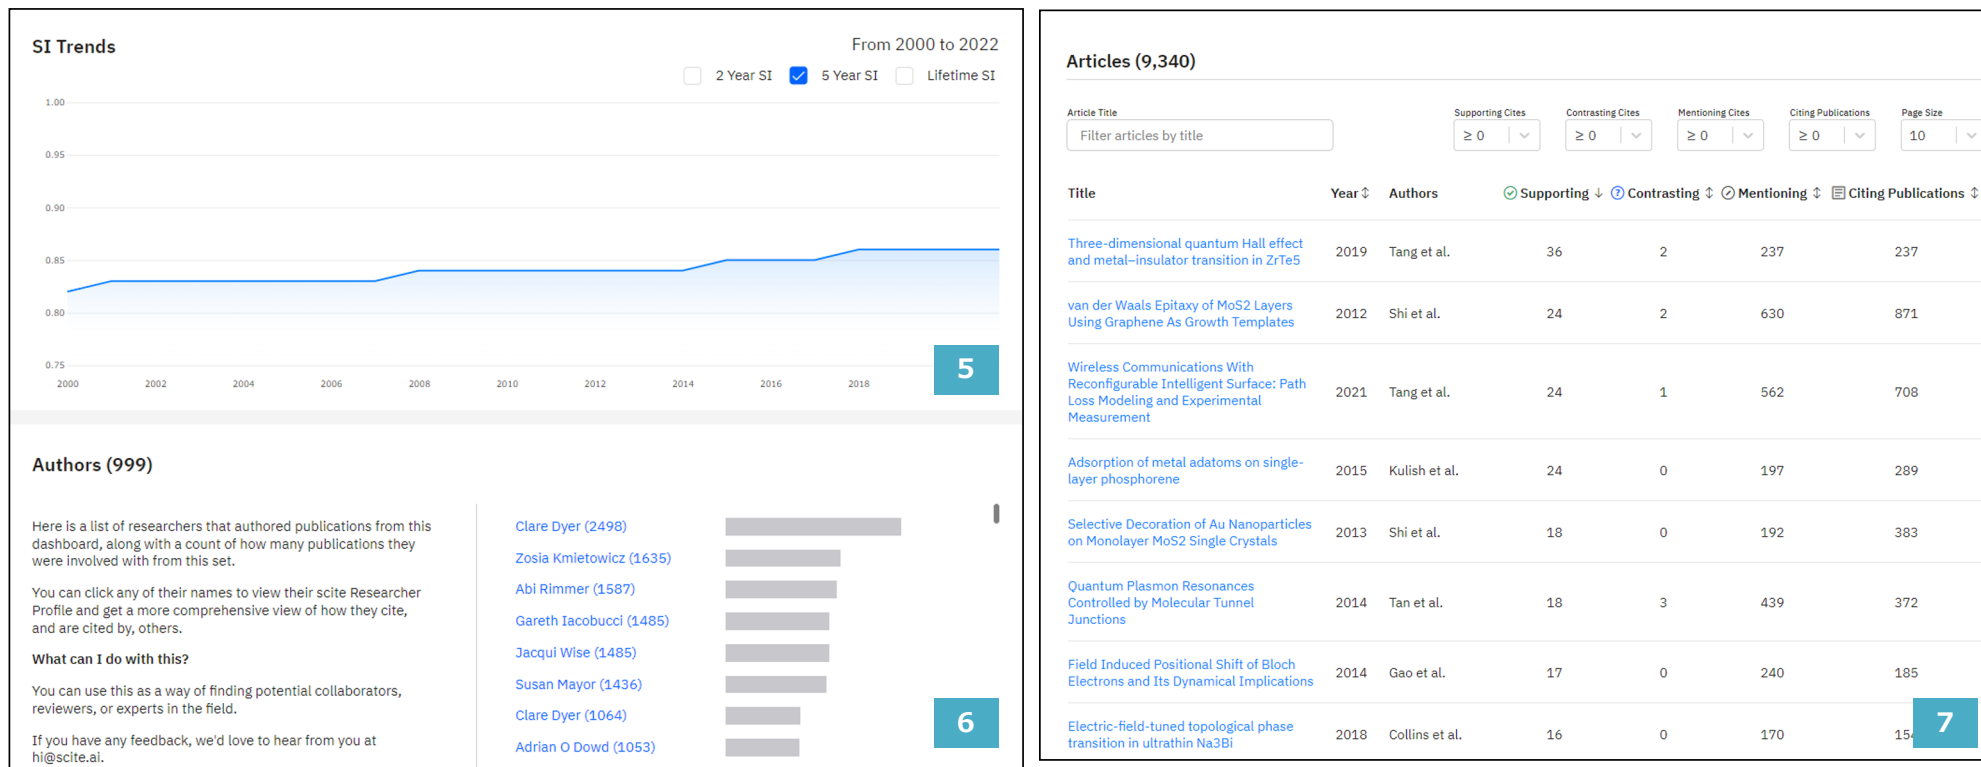 SI Trends
From 2000 to 2022
2 Year SI
5 Year SI
Lifetime SI
1.00
0.95
0.90
0.85
0.80
0.75
2000
2002
2004
2006
2008
2010
2012
2014
2016
2018
5
Authors (999)
Here is a list of researchers that authored publications from this
dashboard, along with a count of how many publications they
were involved with from this set.
You can click any of their names to view their scite Researcher
Profile and get a more comprehensive view of how they cite,
and are cited by, others.
What can I do with this?
You can use this as a way of finding potential collaborators,
reviewers, or experts in the field.
If you have any feedback, we'd love to hear from you at
hi@scite.ai.
Clare Dyer (2498)
Zosia Kmietowicz (1635)
Abi Rimmer (1587)
Gareth Iacobucci (1485)
Jacqui Wise (1485)
Susan Mayor (1436)
Clare Dyer (1064)
Adrian O Dowd (1053)
6
Articles (9,340)
Article Title
Filter articles by title
Supporting Cites
≥ 0
Contrasting Cites
≥ 0
Mentioning Cites
≥ 0
Citing Publications
≥ 0
Page Size
10
Title
Year
Authors
Supporting
Contrasting
Mentioning
Citing Publications
Three-dimensional quantum Hall effect
and metal–insulator transition in ZrTe5
2019
Tang et al.
36
2
237
237
van der Waals Epitaxy of MoS2 Layers
Using Graphene As Growth Templates
2012
Shi et al.
24
2
630
871
Wireless Communications With
Reconfigurable Intelligent Surface: Path
Loss Modeling and Experimental
Measurement
2021
Tang et al.
24
1
562
708
Adsorption of metal adatoms on single-
layer phosphorene
2015
Kulish et al.
24
0
197
289
Selective Decoration of Au Nanoparticles
on Monolayer MoS2 Single Crystals
2013
Shi et al.
18
0
192
383
Quantum Plasmon Resonances
Controlled by Molecular Tunnel
Junctions
2014
Tan et al.
18
3
439
372
Field Induced Positional Shift of Bloch
Electrons and Its Dynamical Implications
2014
Gao et al.
17
0
240
185
Electric-field-tuned topological phase
transition in ultrathin Na3Bi
2018
Collins et al.
16
0
170
7